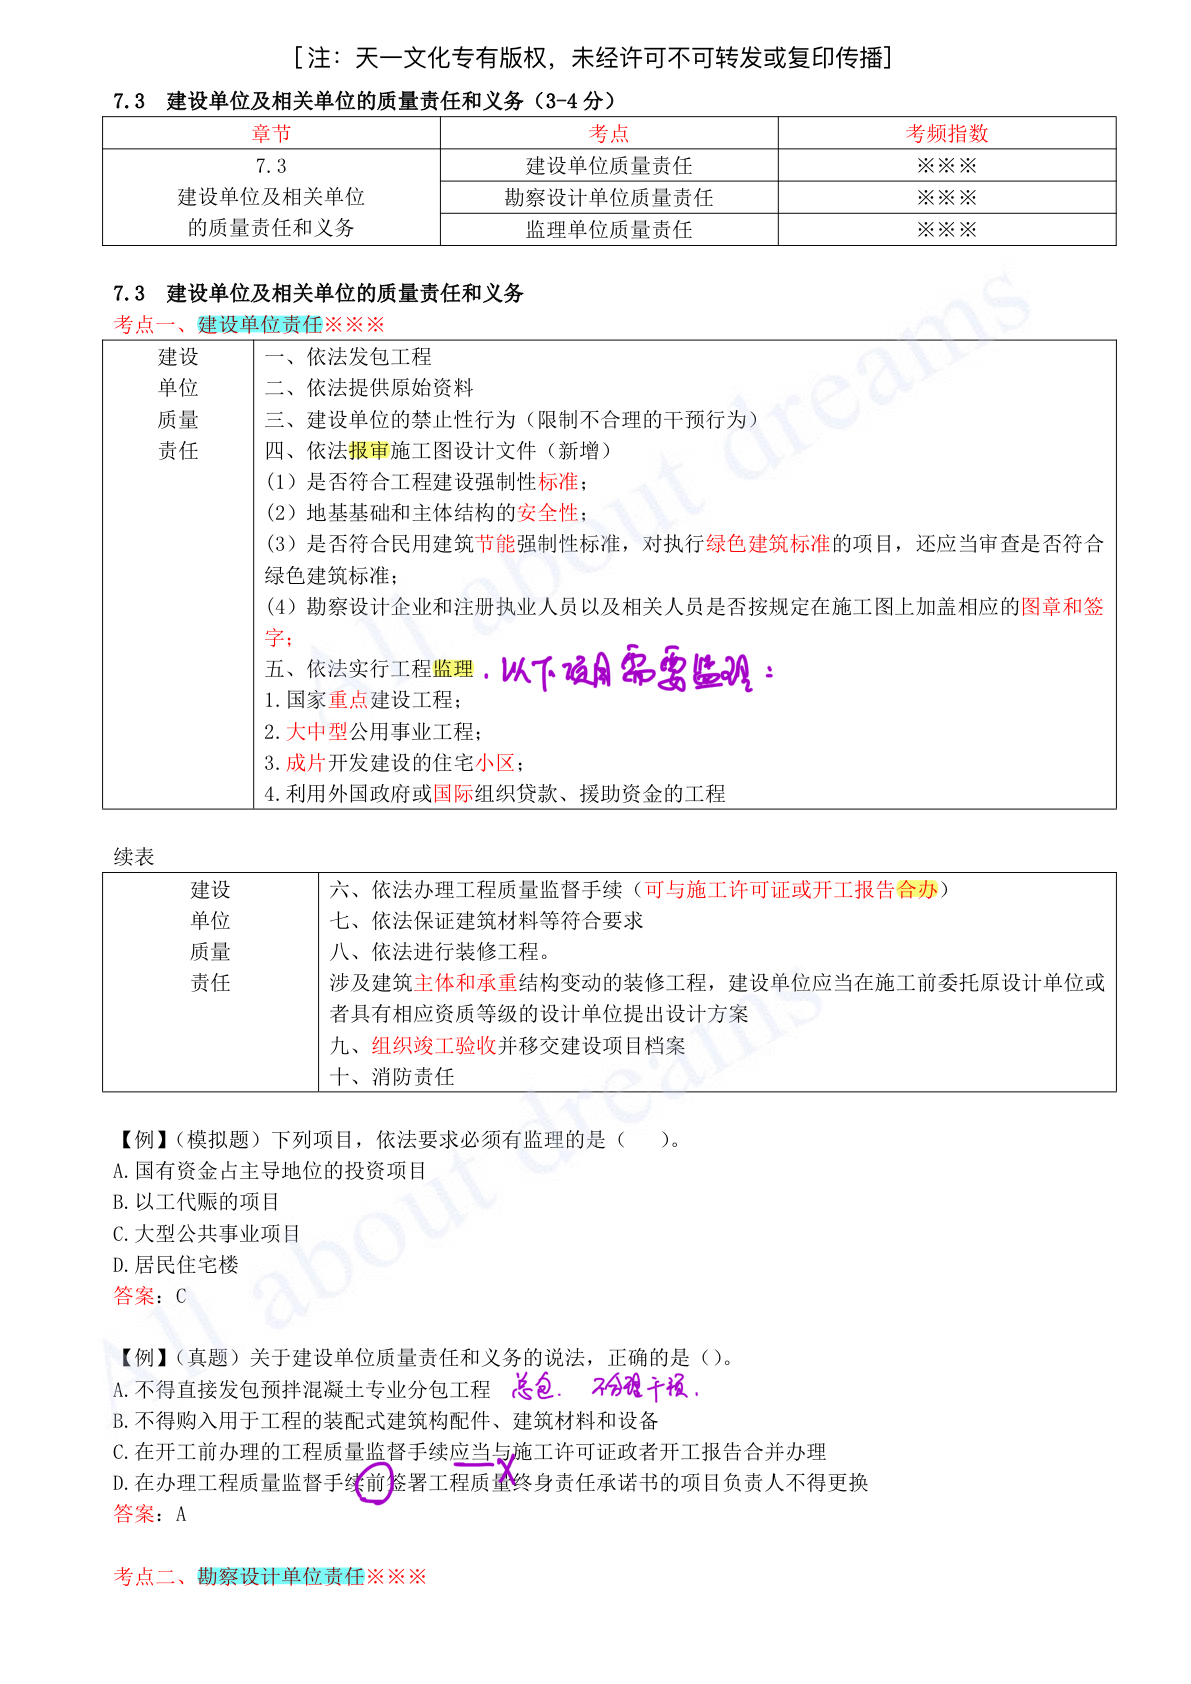 [注：天一文化专有版权，未经许可不可转发或复印传播]
7.3 建设单位及相关单位的质量责任和义务（3-4 分）
章节 考点 考频指数
7.3 建设单位及相关单位的质量责任和义务 建设单位质量责任 ※※※
勘察设计单位质量责任 ※※※
监理单位质量责任 ※※※
7.3 建设单位及相关单位的质量责任和义务
考点一、建设单位责任※※※
建设 一、依法发包工程
单位 二、依法提供原始资料
质量 三、建设单位的禁止性行为（限制不合理的干预行为）
责任 四、依法报审施工图设计文件（新增）
(1）是否符合工程建设强制性标准；
(2）地基基础和主体结构的安全性；
(3）是否符合民用建筑节能强制性标准，对执行绿色建筑标准的项目，还应当审查是否符合
绿色建筑标准；
(4）勘察设计企业和注册执业人员以及相关人员是否按规定在施工图上加盖相应的图章和签
字；
五、依法实行工程监理 . 以下项目需要监理：
1.国家重点建设工程；
2.大中型公用事业工程；
3.成片开发建设的住宅小区；
4.利用外国政府或国际组织贷款、援助资金的工程
续表
建设 六、依法办理工程质量监督手续（可与施工许可证或开工报告合办）
单位 七、依法保证建筑材料等符合要求
质量 八、依法进行装修工程。
责任 涉及建筑主体和承重结构变动的装修工程，建设单位应当在施工前委托原设计单位或
者具有相应资质等级的设计单位提出设计方案
九、组织竣工验收并移交建设项目档案
十、消防责任
【例】（模拟题）下列项目，依法要求必须有监理的是（ ）。
A.国有资金占主导地位的投资项目
B.以工代赈的项目
C.大型公共事业项目
D.居民住宅楼
答案：C
【例】（真题）关于建设单位质量责任和义务的说法，正确的是（）。
A.不得直接发包预拌混凝土专业分包工程 总包. 不合理干预.
B.不得购入用于工程的装配式建筑构配件、建筑材料和设备
C.在开工前办理的工程质量监督手续应当与施工许可证政者开工报告合并办理
D.在办理工程质量监督手续前签署工程质量终身责任承诺书的项目负责人不得更换
答案：A
考点二、勘察设计单位责任※※※
All about dreams
All about dreams